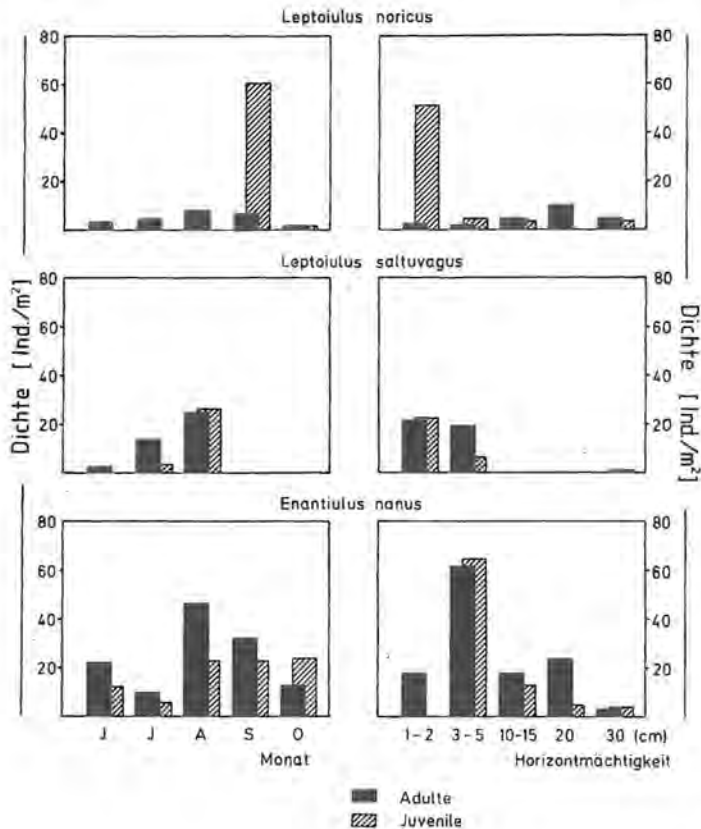 Leptoiulus noricus
80 80
60 60
40 40
20 20
Leptoiulus saltuvagus
80 80
60 60
40 40
20 20
Dichte [Ind./m²]
Dichte [Ind./m²]
Enantiulus nanus
80 80
60 60
40 40
20 20
J J A S O 1-2 3-5 10-15 20 30 (cm)
Monat Horizontmächtigkeit
Adulte
Juvenile